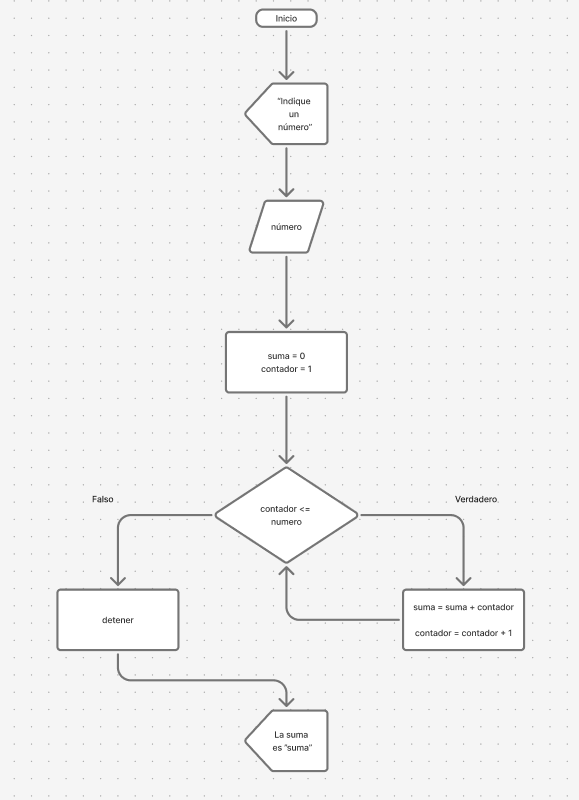 Inicio
"Indique
un
número"
número
suma = 0
contador = 1
Falso
Verdadero
contador <=
numero
detener
suma = suma + contador
contador = contador + 1
La suma
es "suma"